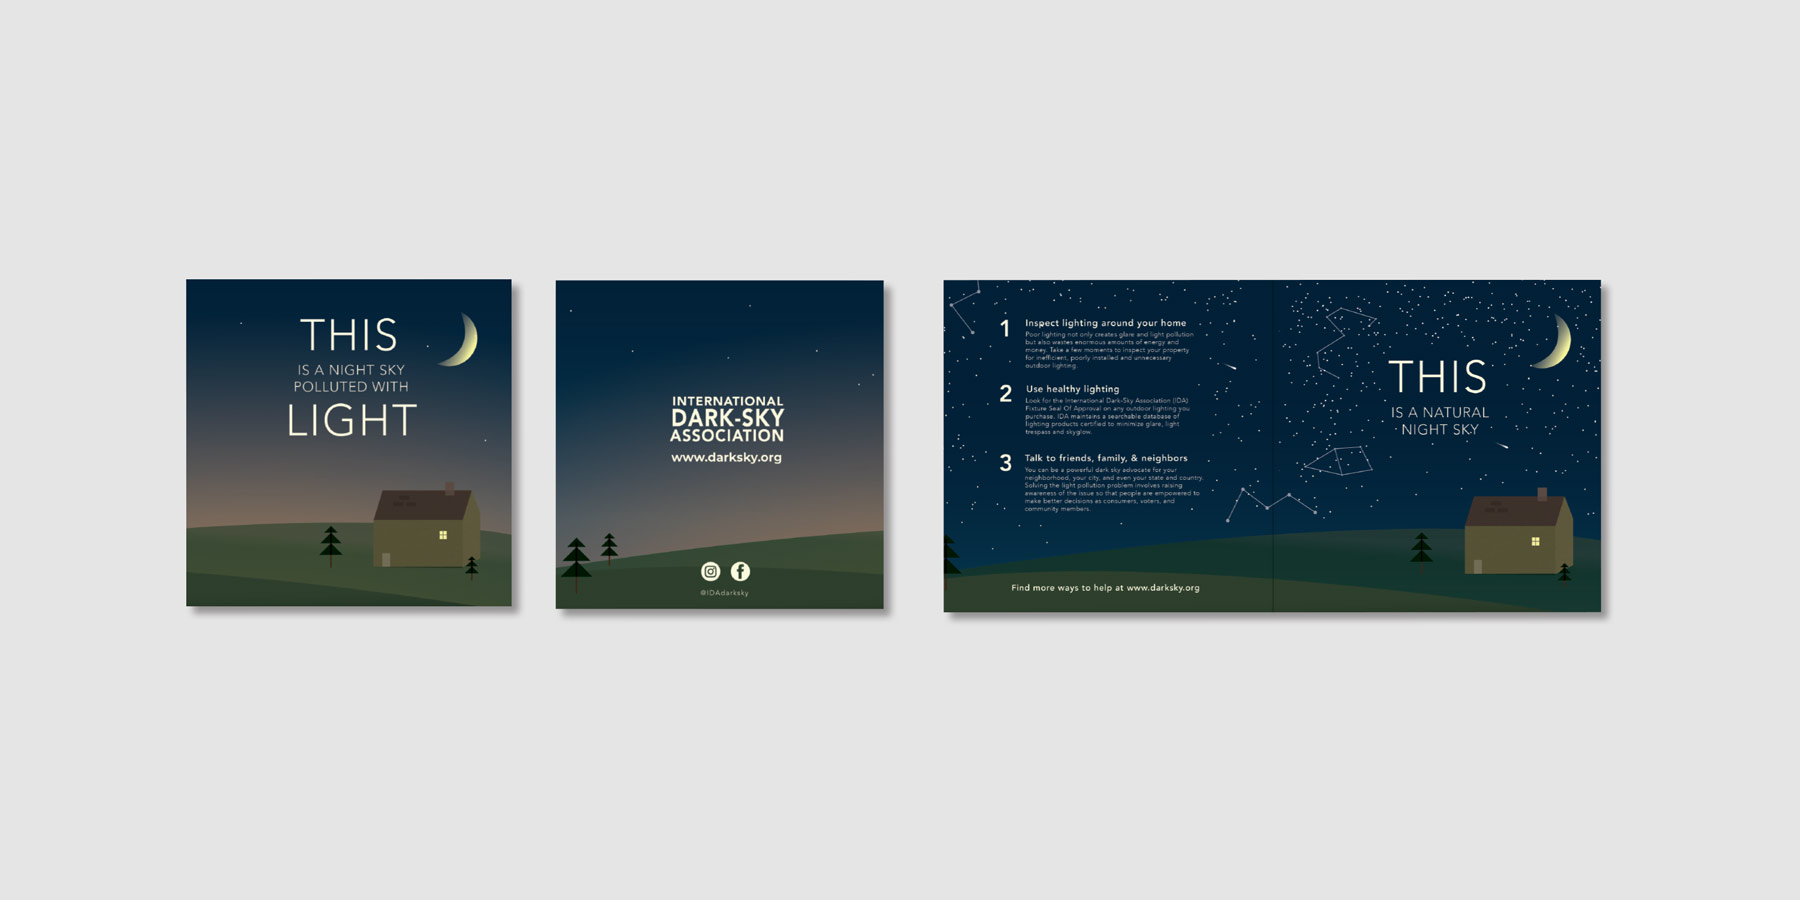 THIS
IS A NIGHT SKY
POLLUTED WITH
LIGHT
INTERNATIONAL
DARK-SKY
ASSOCIATION
www.darksky.org
@IDAdarksky
1
Inspect lighting around your home
Poor lighting not only creates glare and light pollution
but also wastes enormous amounts of energy and
money. Take a few moments to inspect your property
for inefficient, poorly installed and unnecessary
outdoor lighting.
2
Use healthy lighting
Look for the International Dark-Sky Association (IDA)
Fixture Seal Of Approval on any outdoor lighting you
purchase. IDA maintains a searchable database of
lighting products certified to minimize glare, light
trespass and skyglow.
3
Talk to friends, family, & neighbors
You can be a powerful dark sky advocate for your
neighborhood, your city, and even your state and country.
Solving the light pollution problem involves raising
awareness of the issue so that people are empowered to
make better decisions as consumers, voters, and
community members.
Find more ways to help at www.darksky.org
THIS
IS A NATURAL
NIGHT SKY